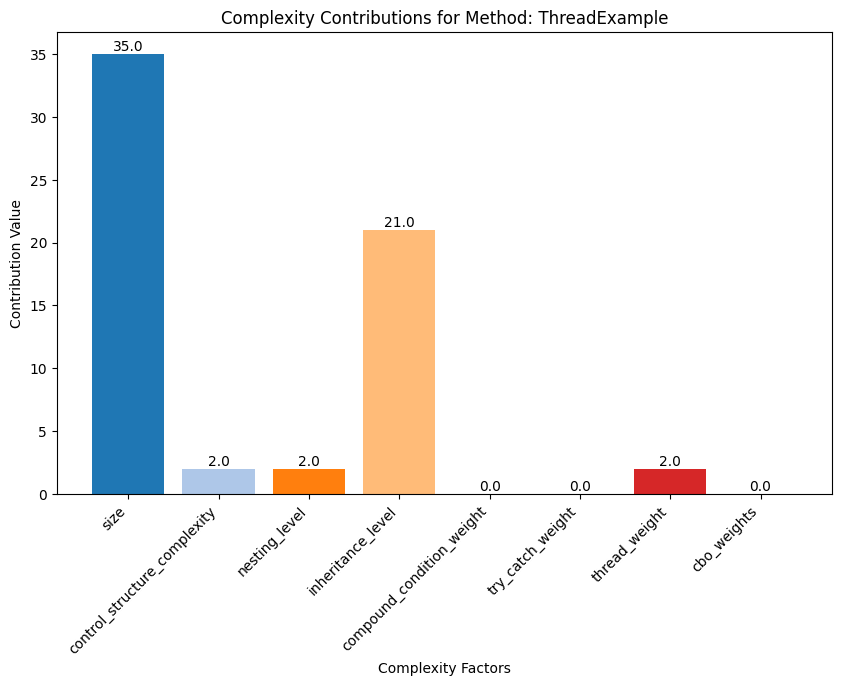 Complexity Contributions for Method: ThreadExample
Contribution Value
35
30
25
20
15
10
5
0
35.0
2.0
2.0
21.0
0.0
0.0
2.0
0.0
size
control_structure_complexity
nesting_level
inheritance_level
compound_condition_weight
try_catch_weight
thread_weight
cbo_weights
Complexity Factors